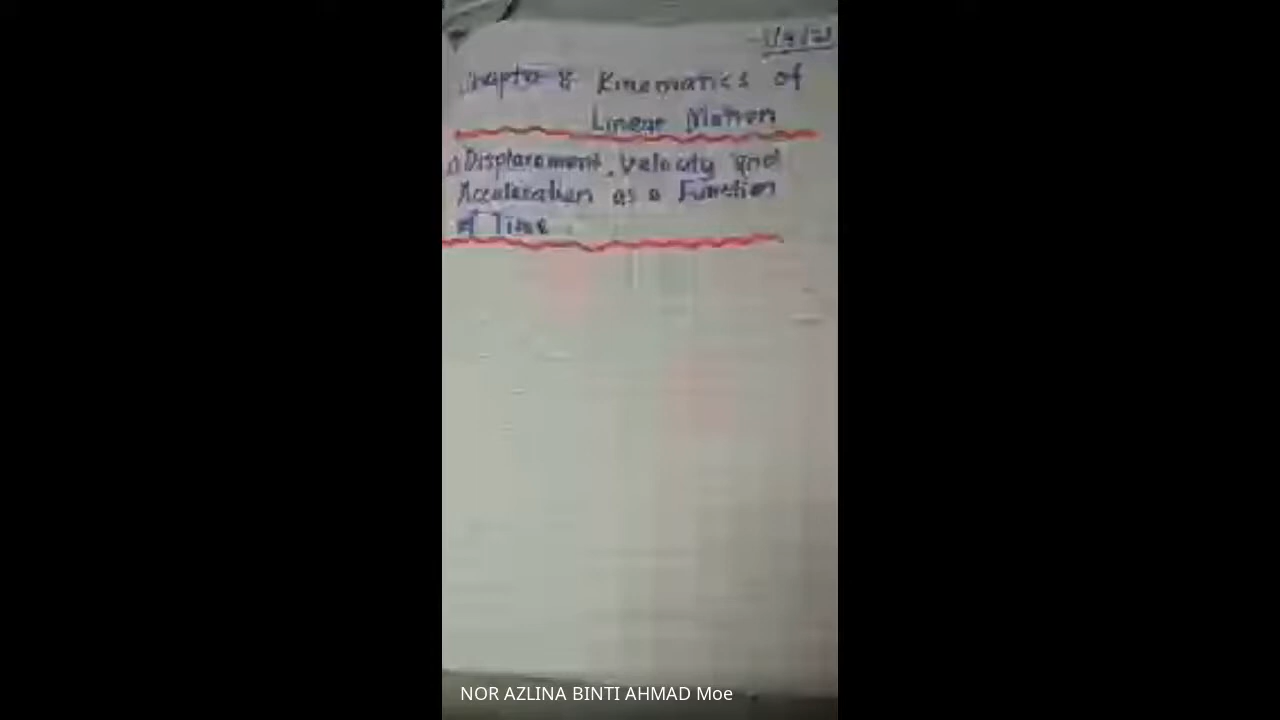 Chapter 8 Kinematics of
Linear Motion
Displacement, Velocity and
Acceleration as a Function
of Time
NOR AZLINA BINTI AHMAD Moe